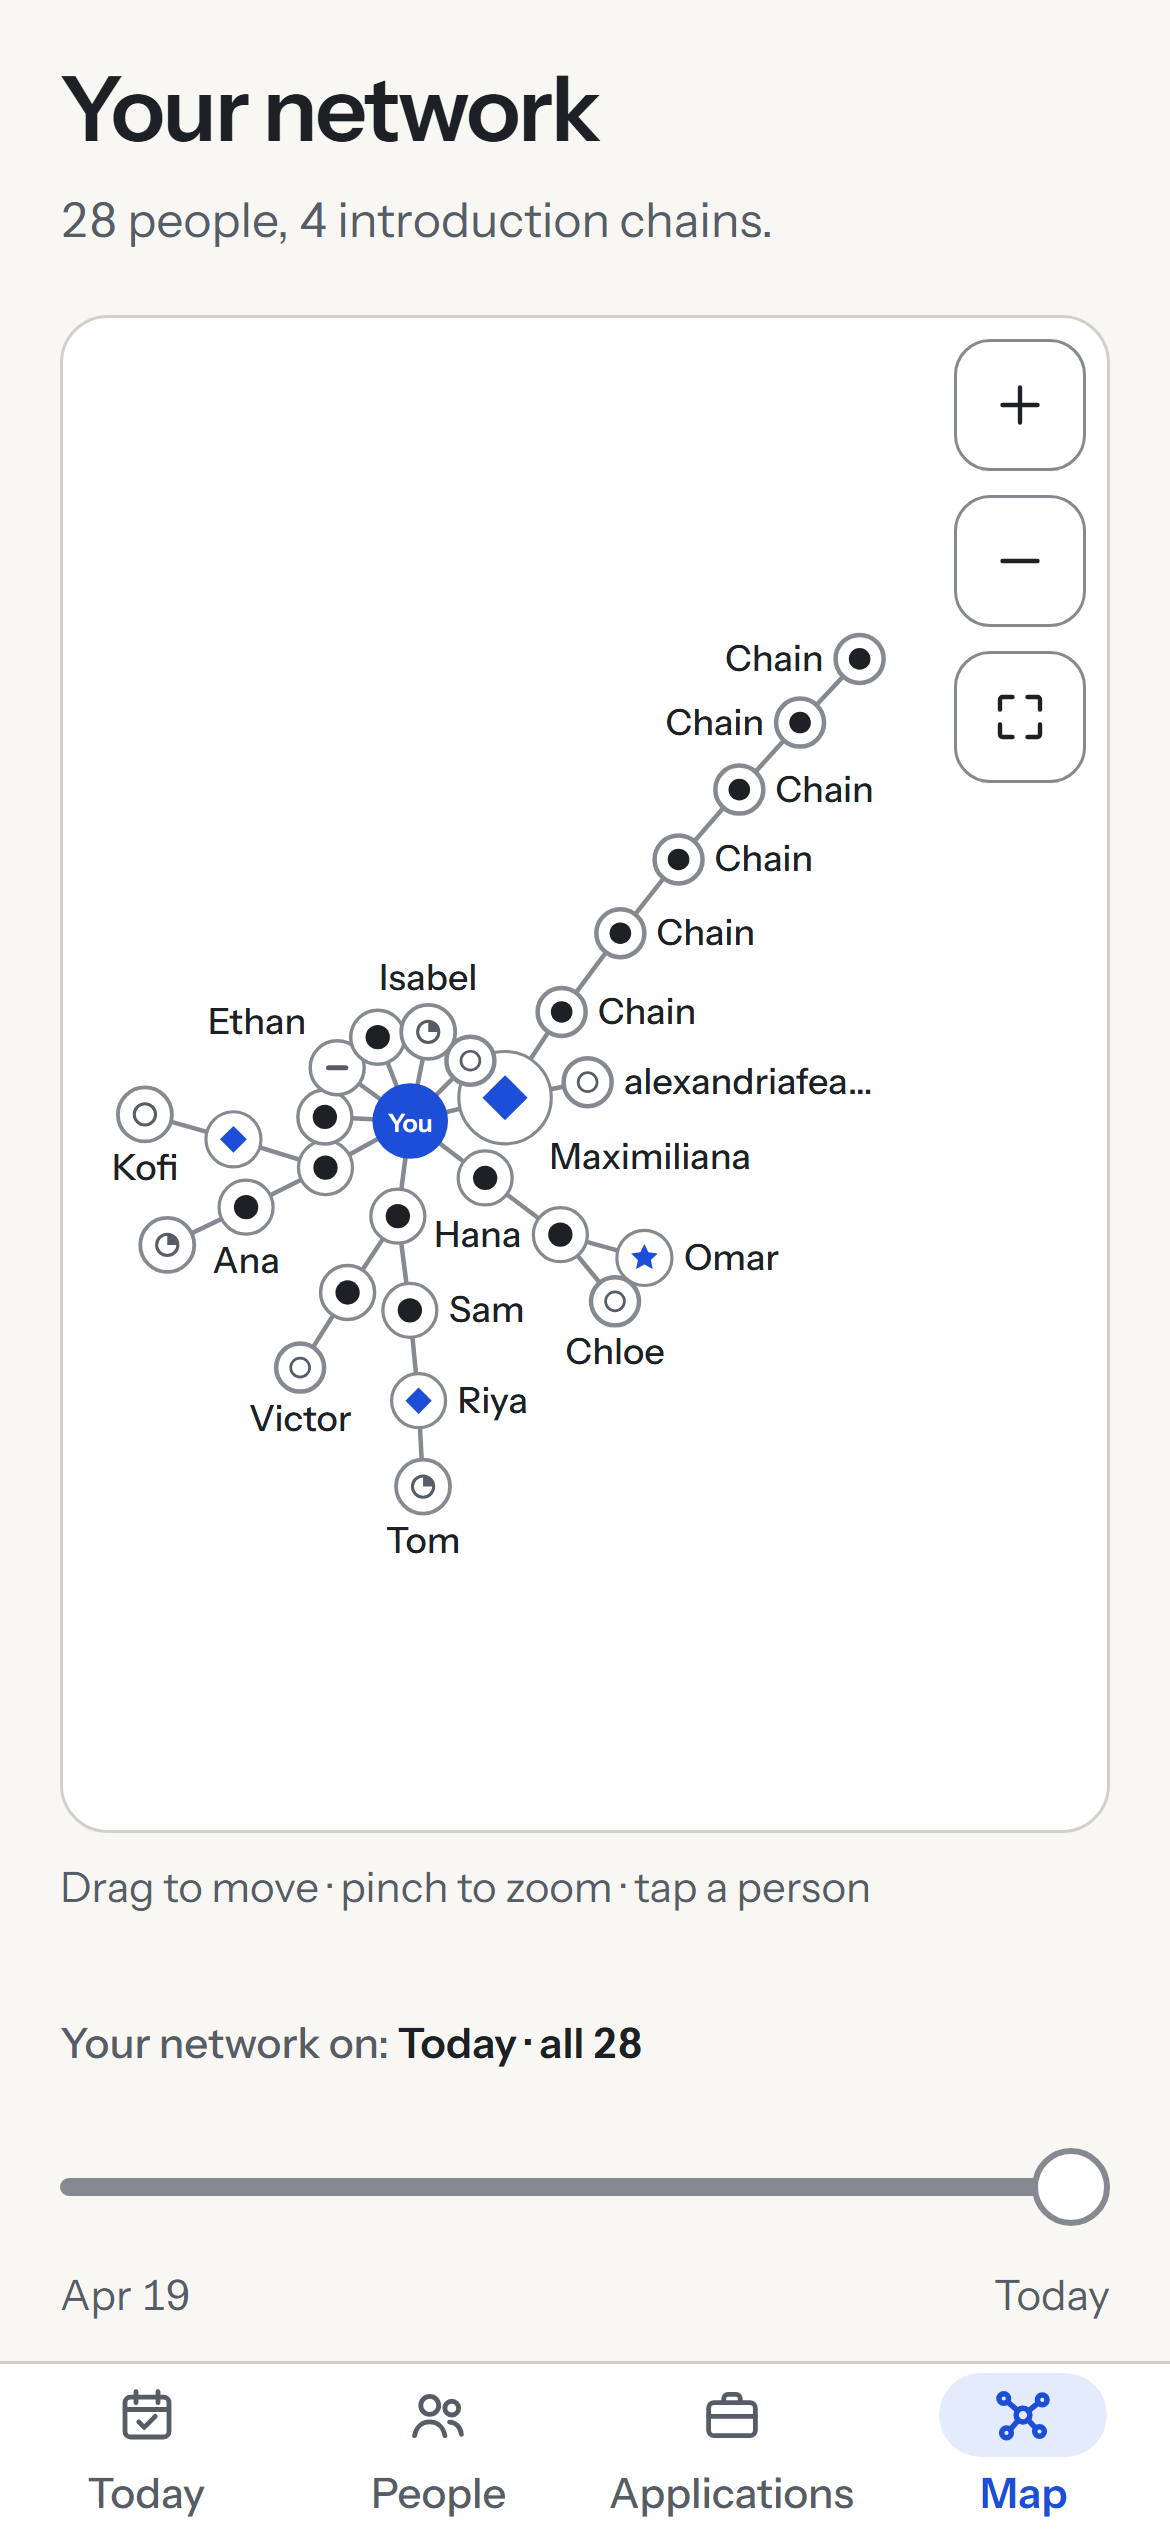 Your network
28 people, 4 introduction chains.
Chain
Chain
Chain
Chain
Chain
Isabel
Chain
Ethan
alexandriafea...
You
Maximiliana
Kofi
Hana
Omar
Ana
Sam
Chloe
Riya
Victor
Tom
Drag to move · pinch to zoom · tap a person
Your network on: Today · all 28
Apr 19
Today
Today
People
Applications
Map